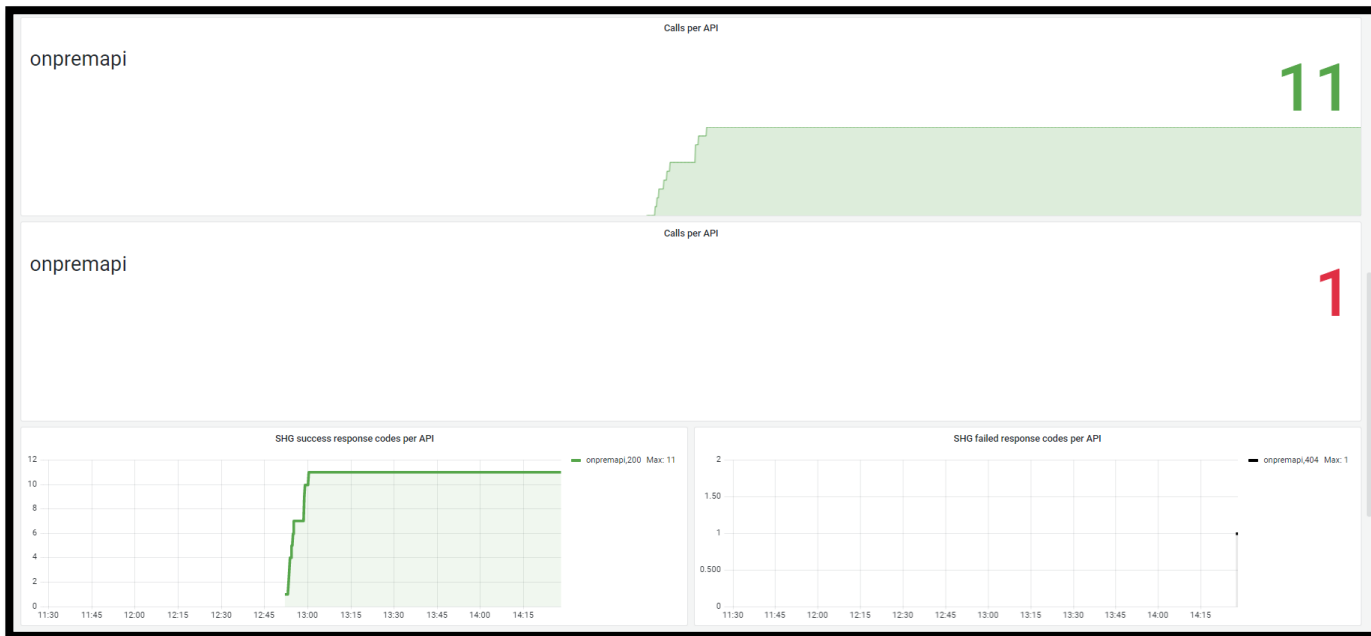 Calls per API
onpremapi
11
Calls per API
onpremapi
1
SHG success response codes per API
12
10
8
6
4
2
0
11:30 11:45 12:00 12:15 12:30 12:45 13:00 13:15 13:30 13:45 14:00 14:15
onpremapi,200 Max: 11
SHG failed response codes per API
2
1.50
1
0.500
0
11:30 11:45 12:00 12:15 12:30 12:45 13:00 13:15 13:30 13:45 14:00 14:15
onpremapi,404 Max: 1